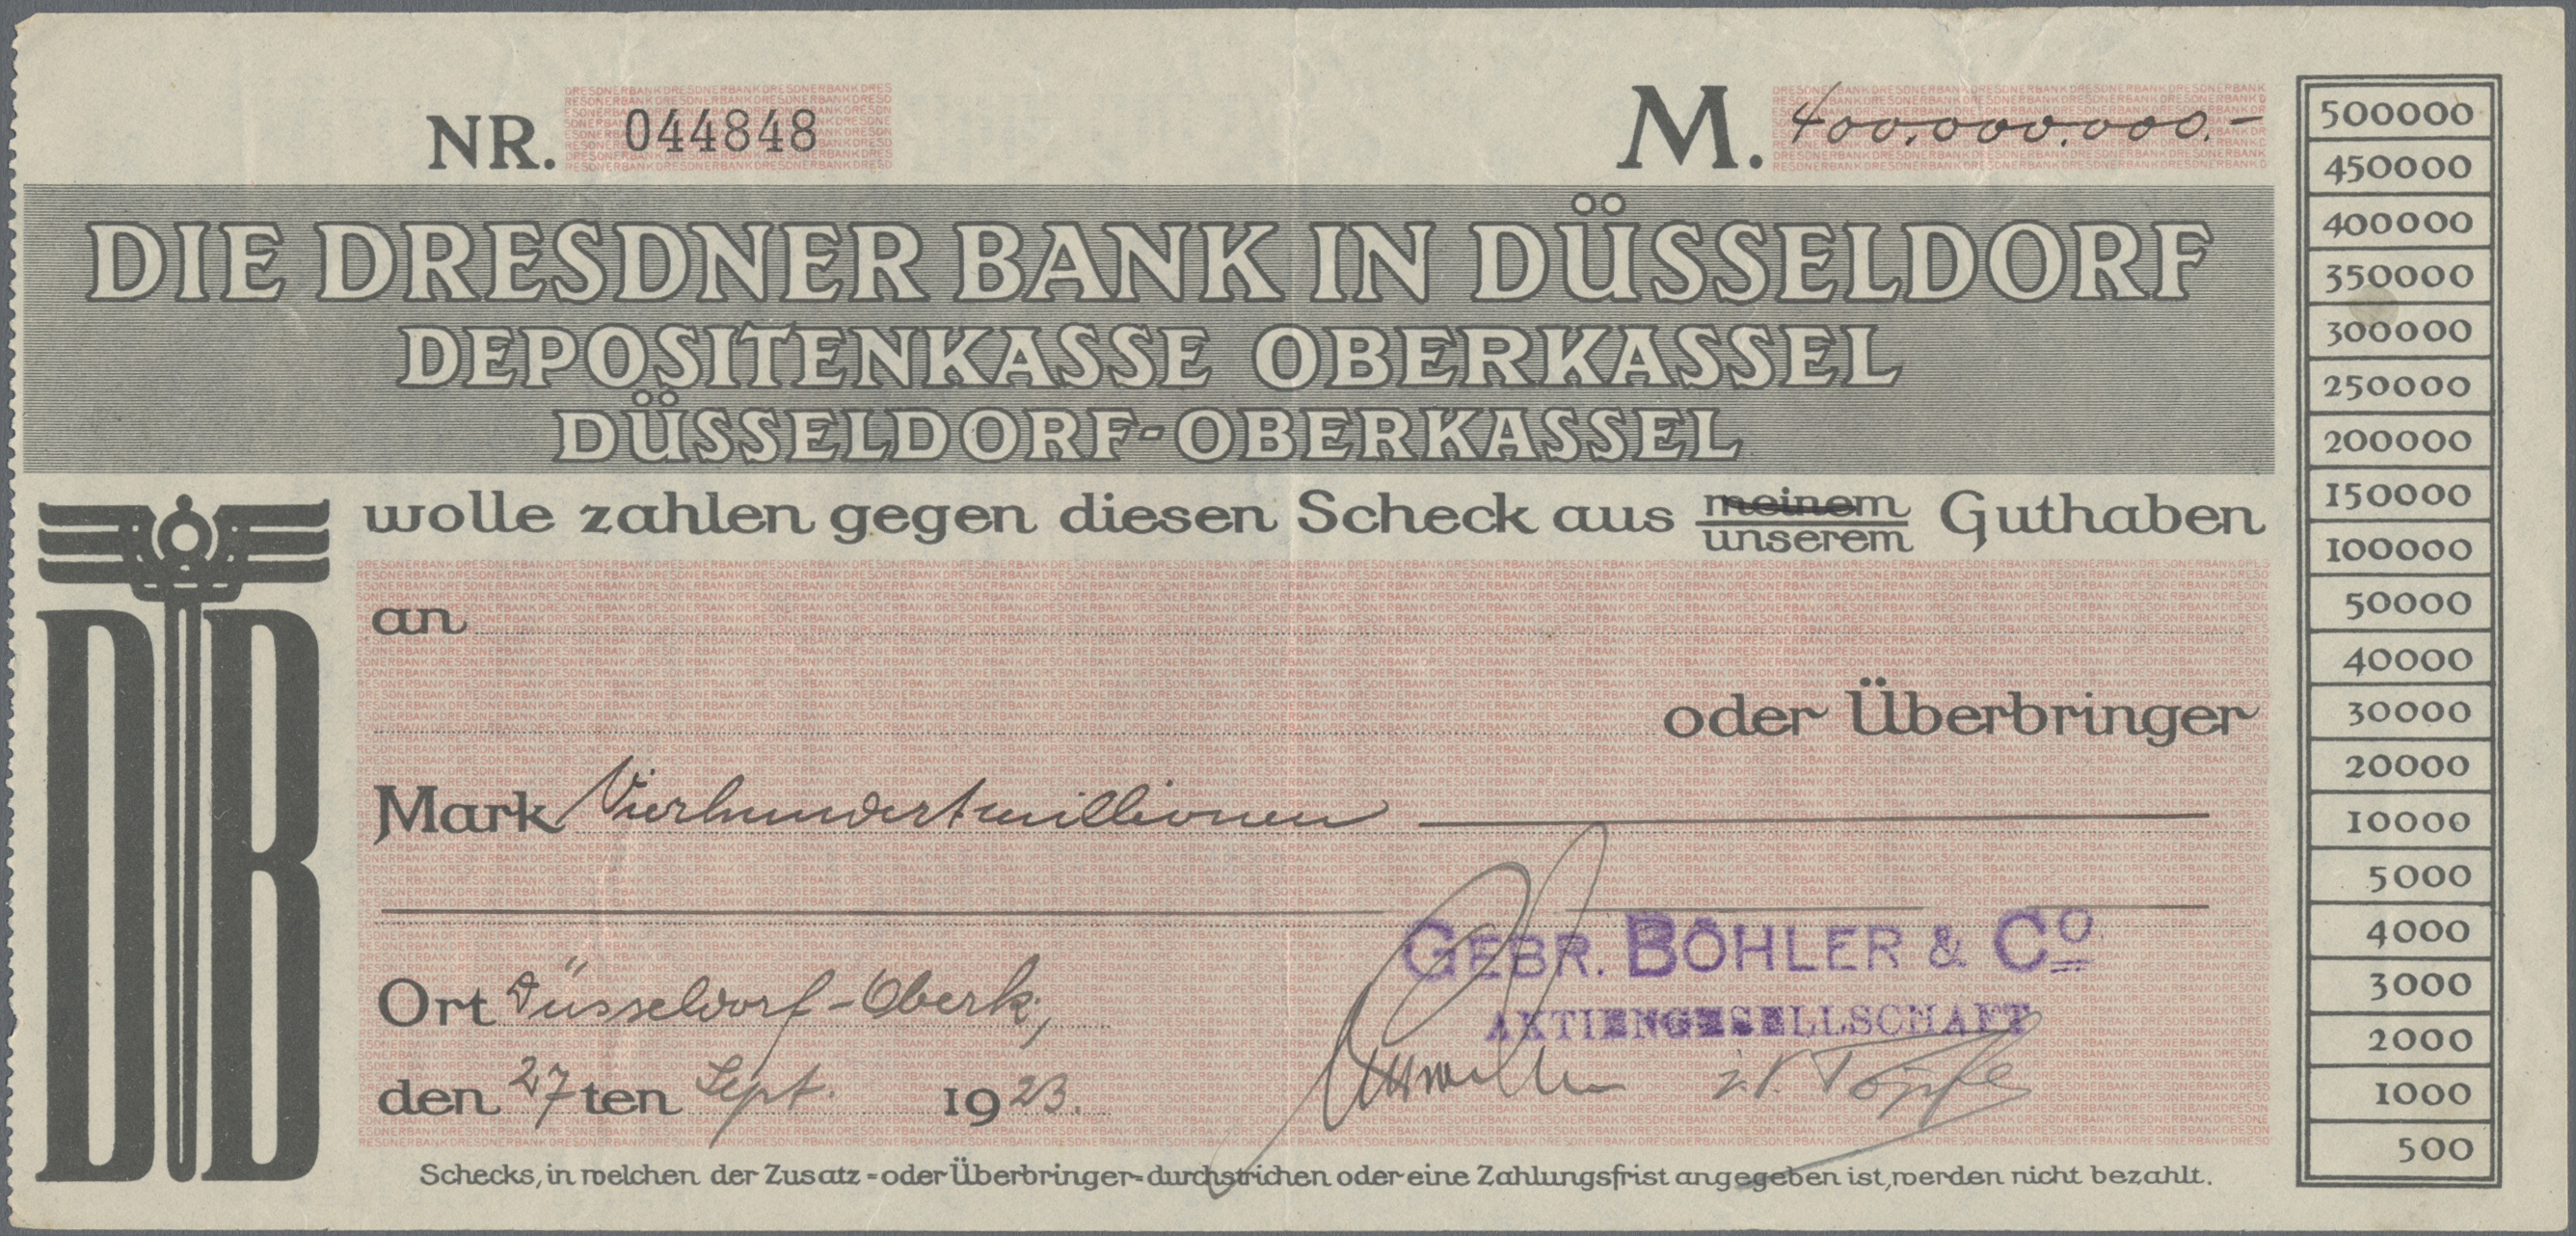 NR. 044848 M. 400.000.000.-
DIE DRESDNER BANK IN DÜSSELDORF
DEPOSITENKASSE OBERKASSEL
DÜSSELDORF-OBERKASSEL
wolle zahlen gegen diesen Scheck aus meinem unserem Guthaben
an
oder Überbringer
Mark Vierhundertmillionen
GEBR. BÖHLER & Co
AKTIENGESELLSCHAFT
Ort Düsseldorf-Oberk.,
den 27ten Sept. 1923.
Schecks, in welchen der Zusatz =oder Überbringer= durchstrichen oder eine Zahlungsfrist angegeben ist, werden nicht bezahlt.
DB
500000
450000
400000
350000
300000
250000
200000
150000
100000
50000
40000
30000
20000
10000
5000
4000
3000
2000
1000
500